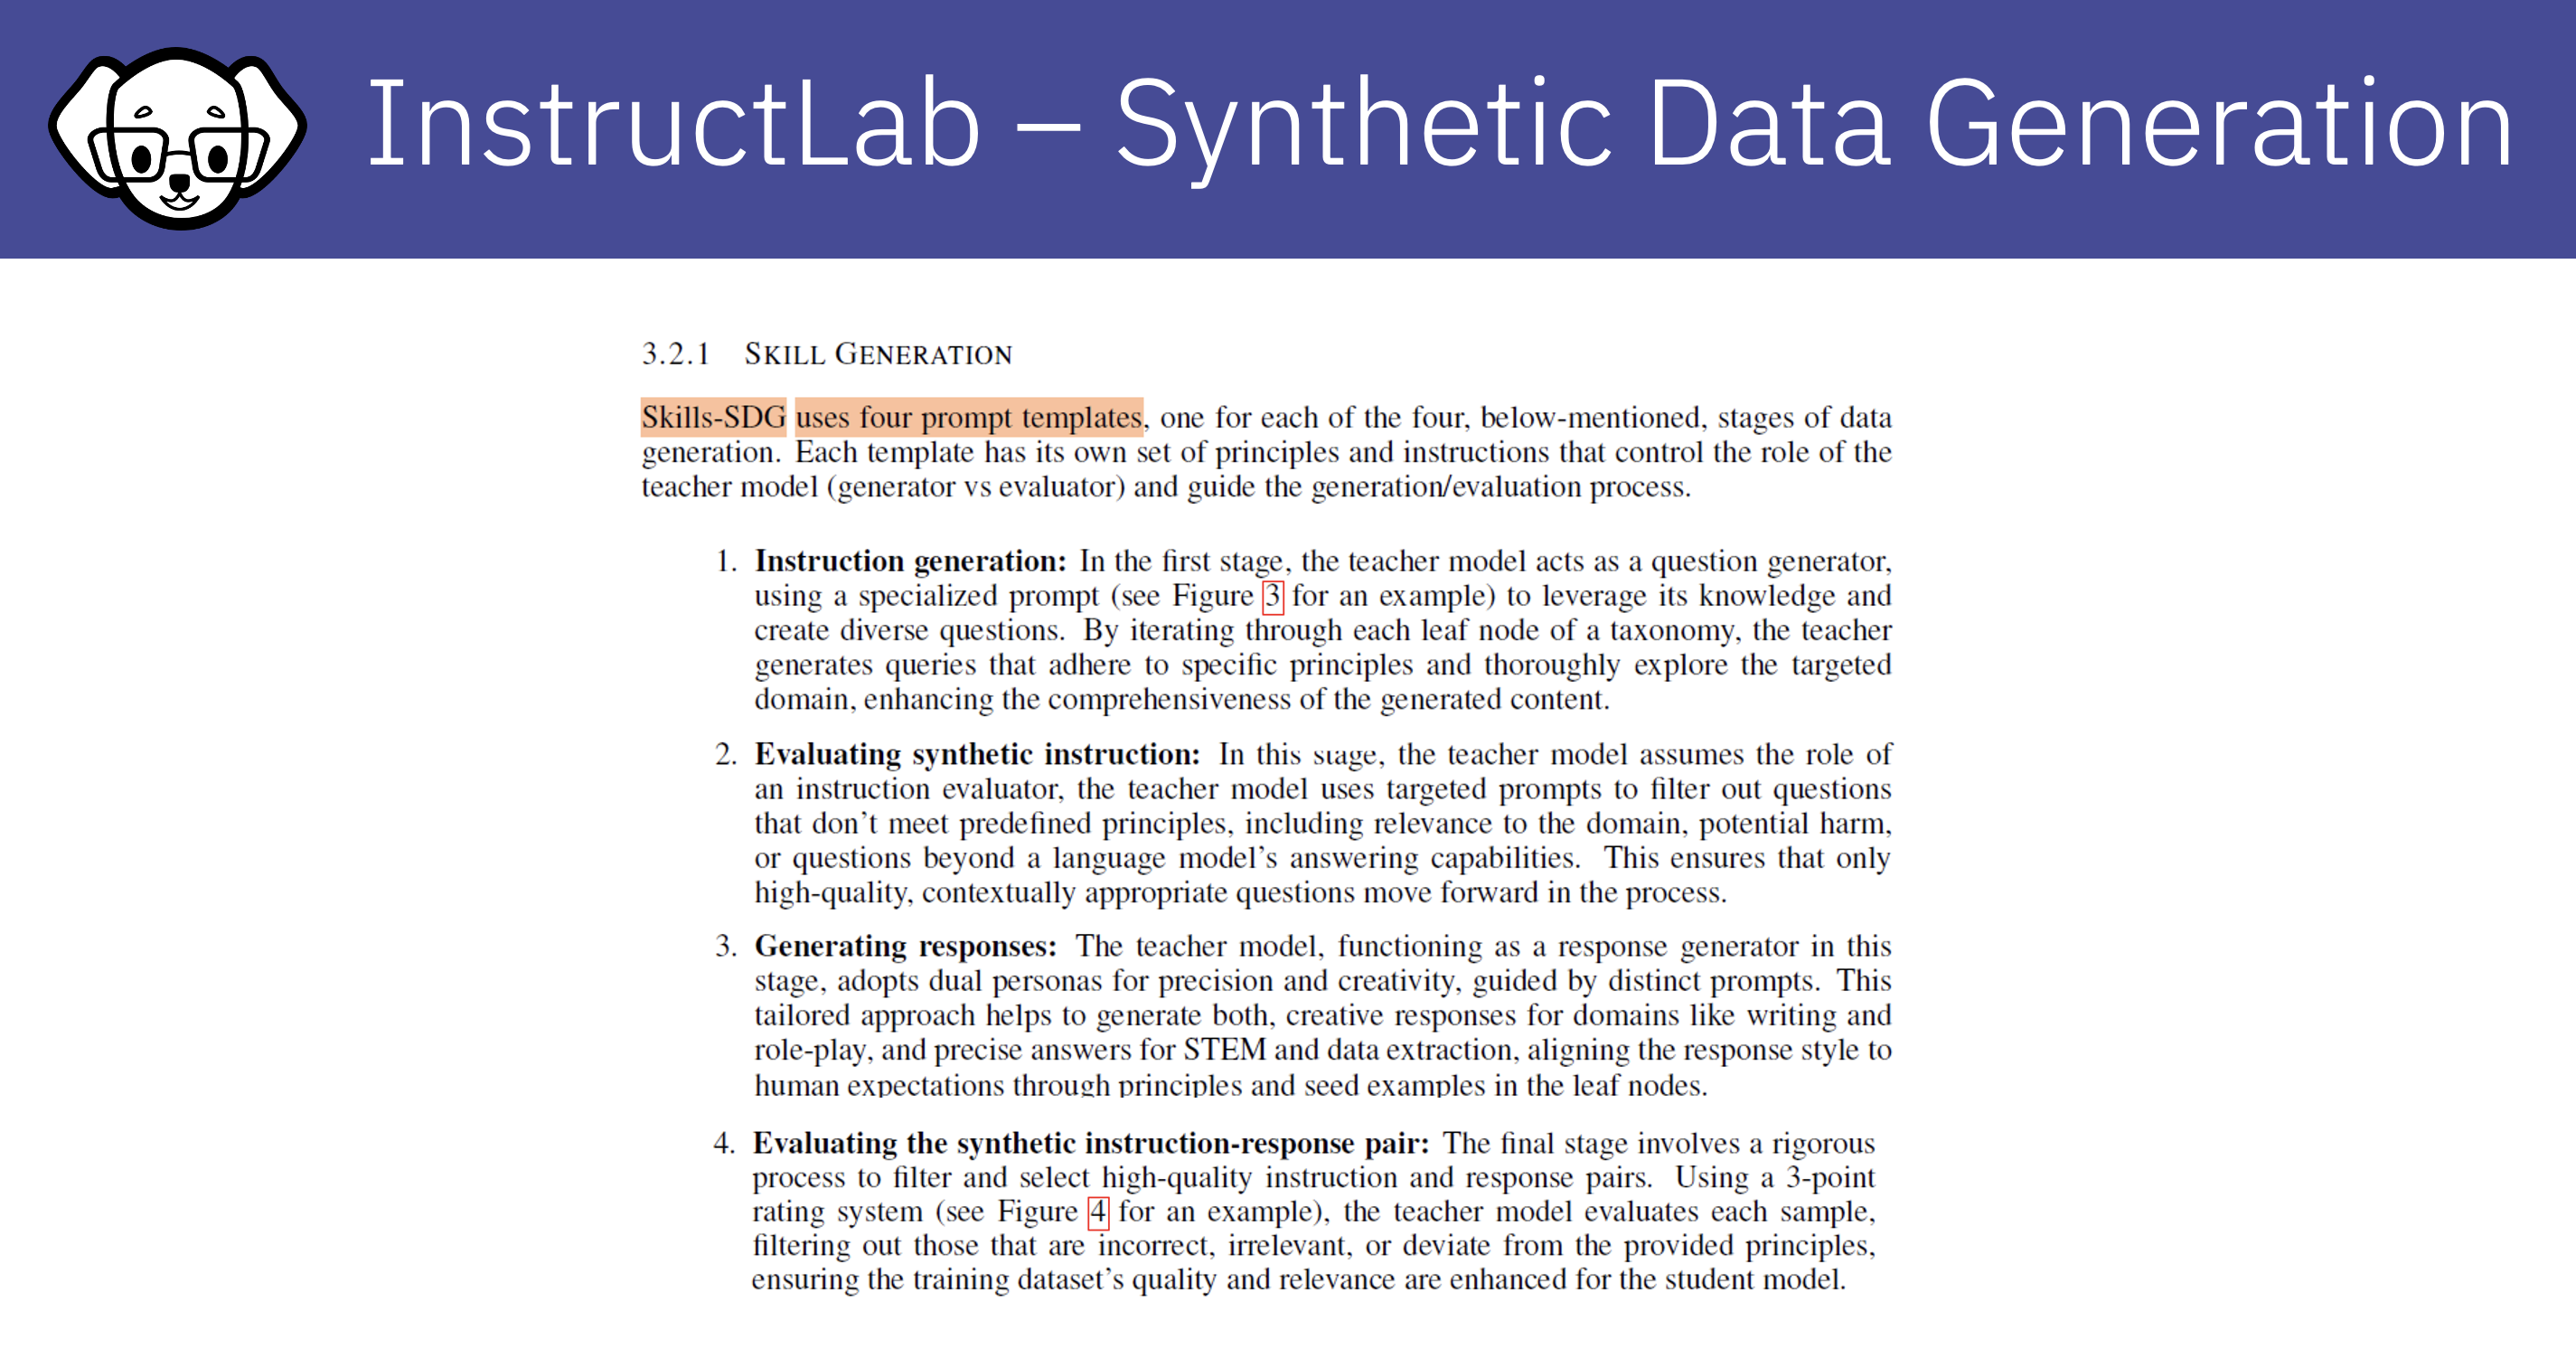 InstructLab – Synthetic Data Generation
3.2.1 SKILL GENERATION
Skills-SDG uses four prompt templates, one for each of the four, below-mentioned, stages of data
generation. Each template has its own set of principles and instructions that control the role of the
teacher model (generator vs evaluator) and guide the generation/evaluation process.
1. Instruction generation: In the first stage, the teacher model acts as a question generator,
using a specialized prompt (see Figure 3 for an example) to leverage its knowledge and
create diverse questions. By iterating through each leaf node of a taxonomy, the teacher
generates queries that adhere to specific principles and thoroughly explore the targeted
domain, enhancing the comprehensiveness of the generated content.
2. Evaluating synthetic instruction: In this stage, the teacher model assumes the role of
an instruction evaluator, the teacher model uses targeted prompts to filter out questions
that don’t meet predefined principles, including relevance to the domain, potential harm,
or questions beyond a language model’s answering capabilities. This ensures that only
high-quality, contextually appropriate questions move forward in the process.
3. Generating responses: The teacher model, functioning as a response generator in this
stage, adopts dual personas for precision and creativity, guided by distinct prompts. This
tailored approach helps to generate both, creative responses for domains like writing and
role-play, and precise answers for STEM and data extraction, aligning the response style to
human expectations through principles and seed examples in the leaf nodes.
4. Evaluating the synthetic instruction-response pair: The final stage involves a rigorous
process to filter and select high-quality instruction and response pairs. Using a 3-point
rating system (see Figure 4 for an example), the teacher model evaluates each sample,
filtering out those that are incorrect, irrelevant, or deviate from the provided principles,
ensuring the training dataset’s quality and relevance are enhanced for the student model.